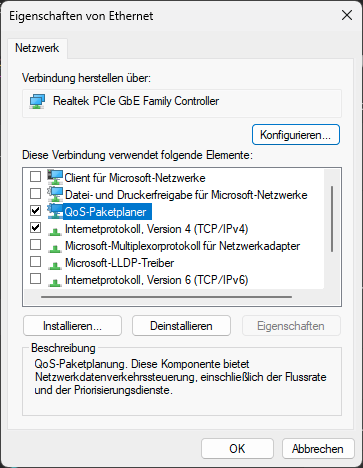 Eigenschaften von Ethernet
Netzwerk
Verbindung herstellen über:
Realtek PCIe GbE Family Controller
Konfigurieren...
Diese Verbindung verwendet folgende Elemente:
Client für Microsoft-Netzwerke
Datei- und Druckerfreigabe für Microsoft-Netzwerke
QoS-Paketplaner
Internetprotokoll, Version 4 (TCP/IPv4)
Microsoft-Multiplexorprotokoll für Netzwerkadapter
Microsoft-LLDP-Treiber
Internetprotokoll, Version 6 (TCP/IPv6)
Installieren...
Deinstallieren
Eigenschaften
Beschreibung
QoS-Paketplanung. Diese Komponente bietet
Netzwerkdatenverkehrssteuerung, einschließlich der Flussrate
und der Priorisierungsdienste.
OK
Abbrechen